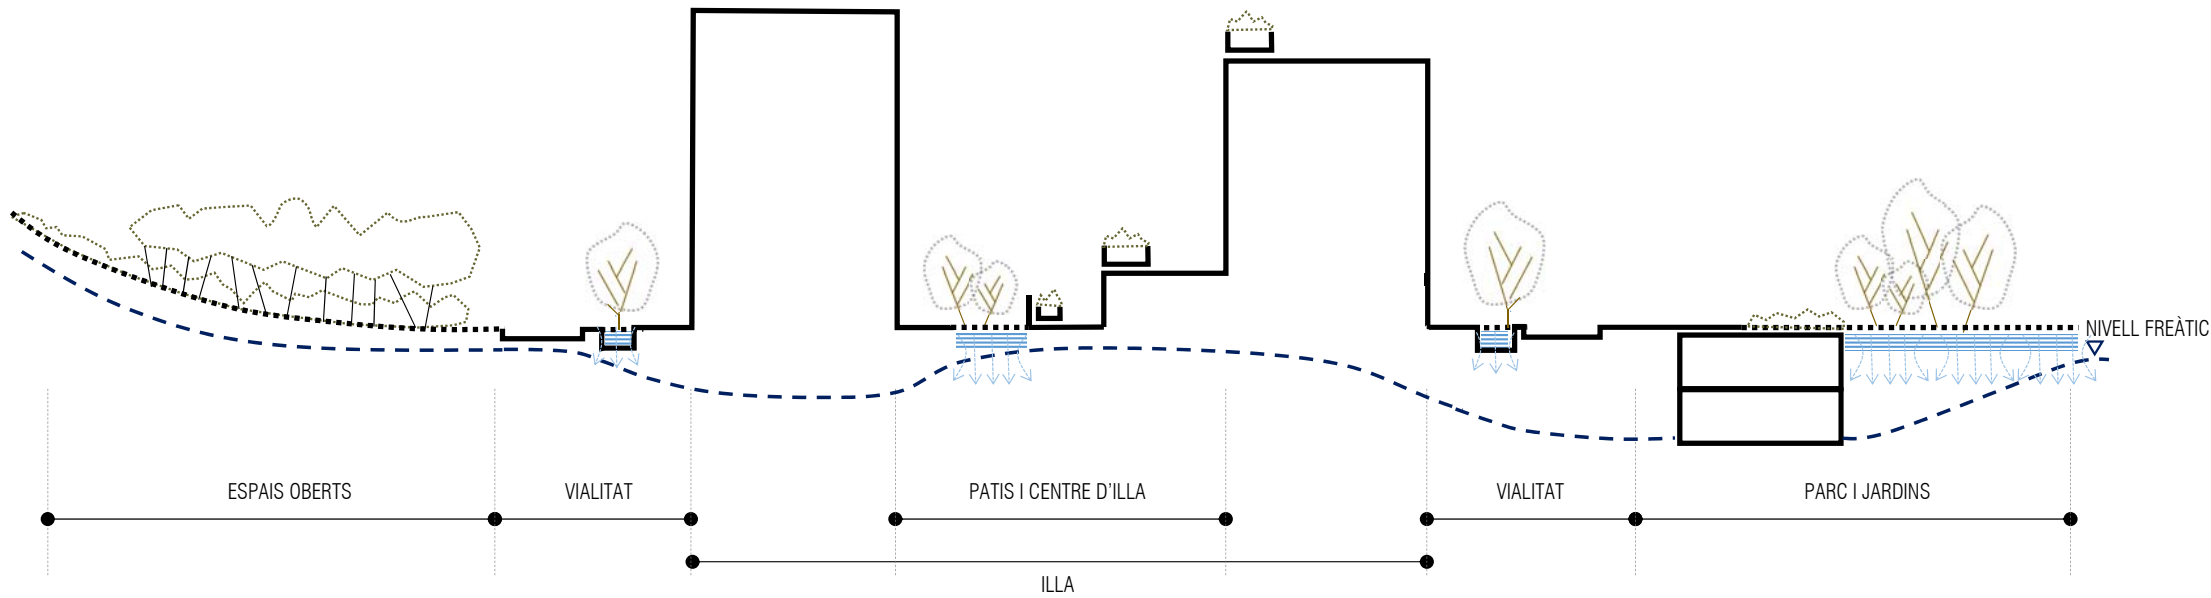 NIVELL FREÀTIC
ESPAIS OBERTS
VIALITAT
PATIS I CENTRE D'ILLA
VIALITAT
PARC I JARDINS
ILLA